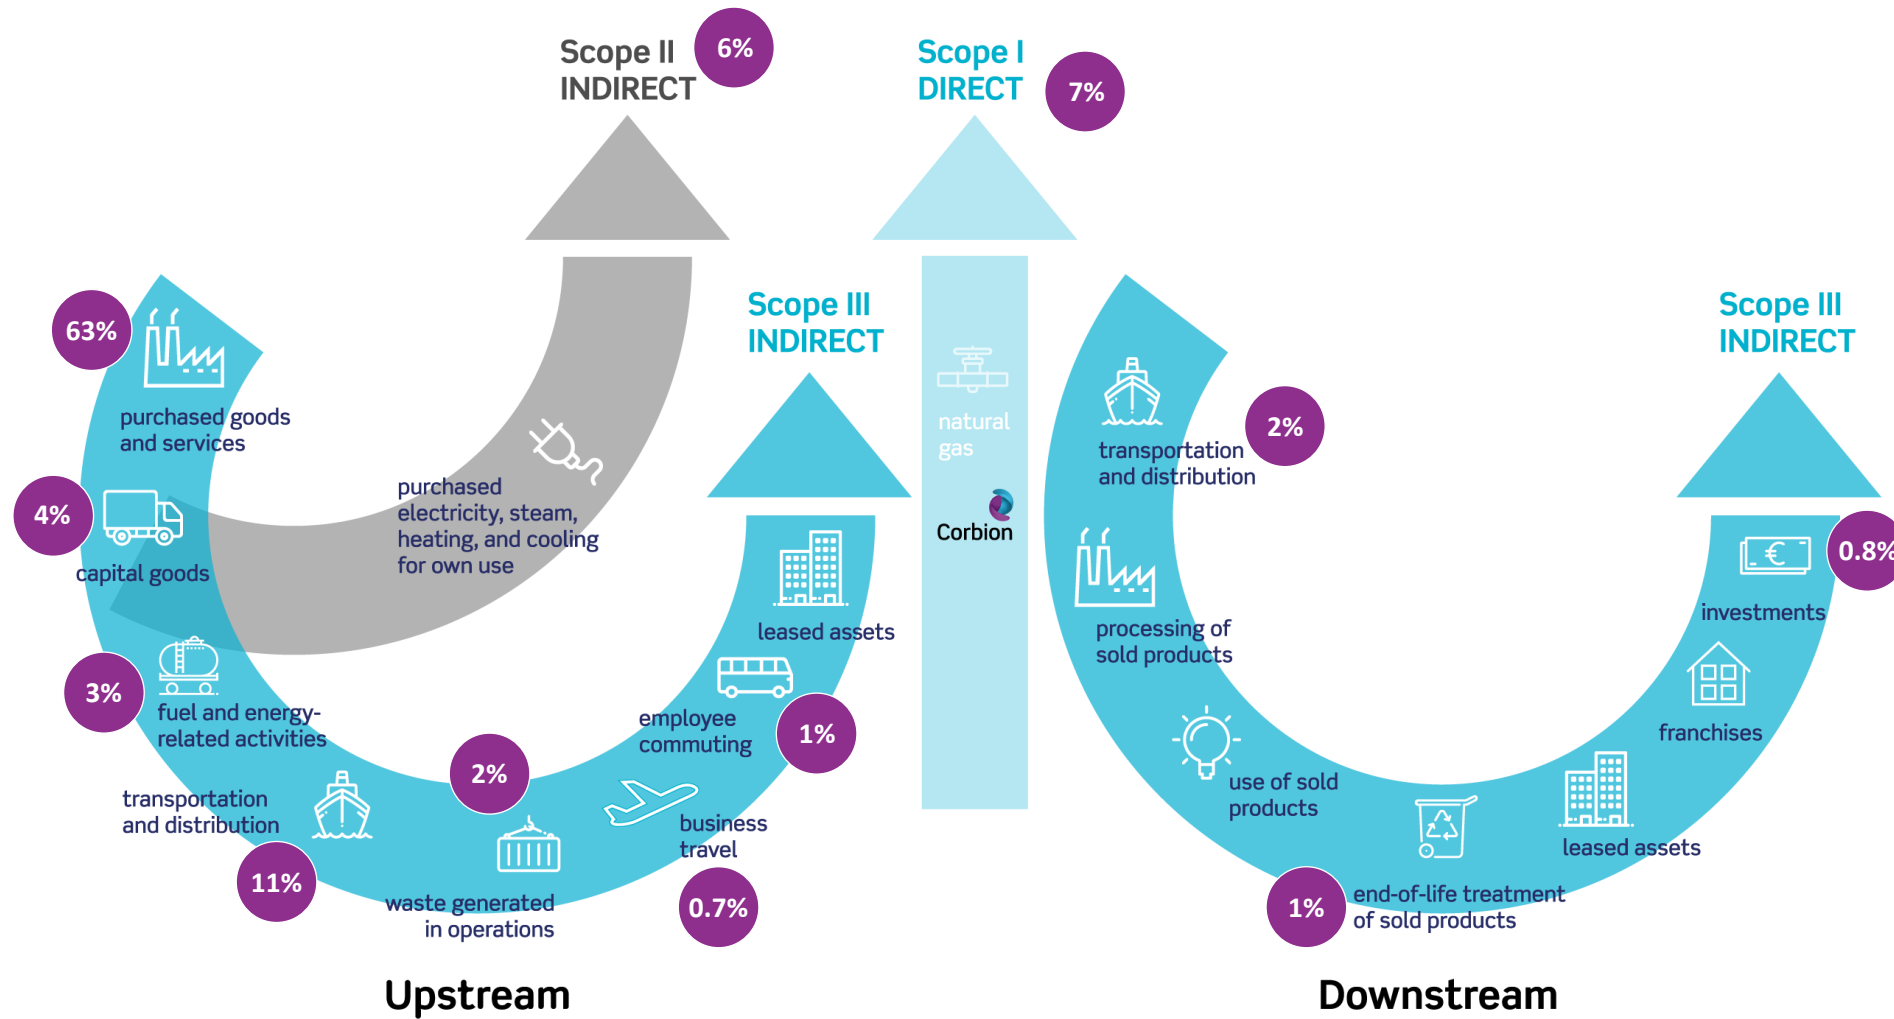 Scope II
INDIRECT
6%
Scope I
DIRECT
7%
63%
purchased goods
and services
4%
capital goods
3%
fuel and energy-
related activities
transportation
and distribution
11%
2%
waste generated
in operations
business
travel
0.7%
employee
commuting
1%
leased assets
Scope III
INDIRECT
purchased
electricity, steam,
heating, and cooling
for own use
natural
gas
Corbion
transportation
and distribution
2%
processing of
sold products
use of sold
products
1%
end-of-life treatment
of sold products
leased assets
franchises
investments
€
0.8%
Scope III
INDIRECT
Upstream
Downstream